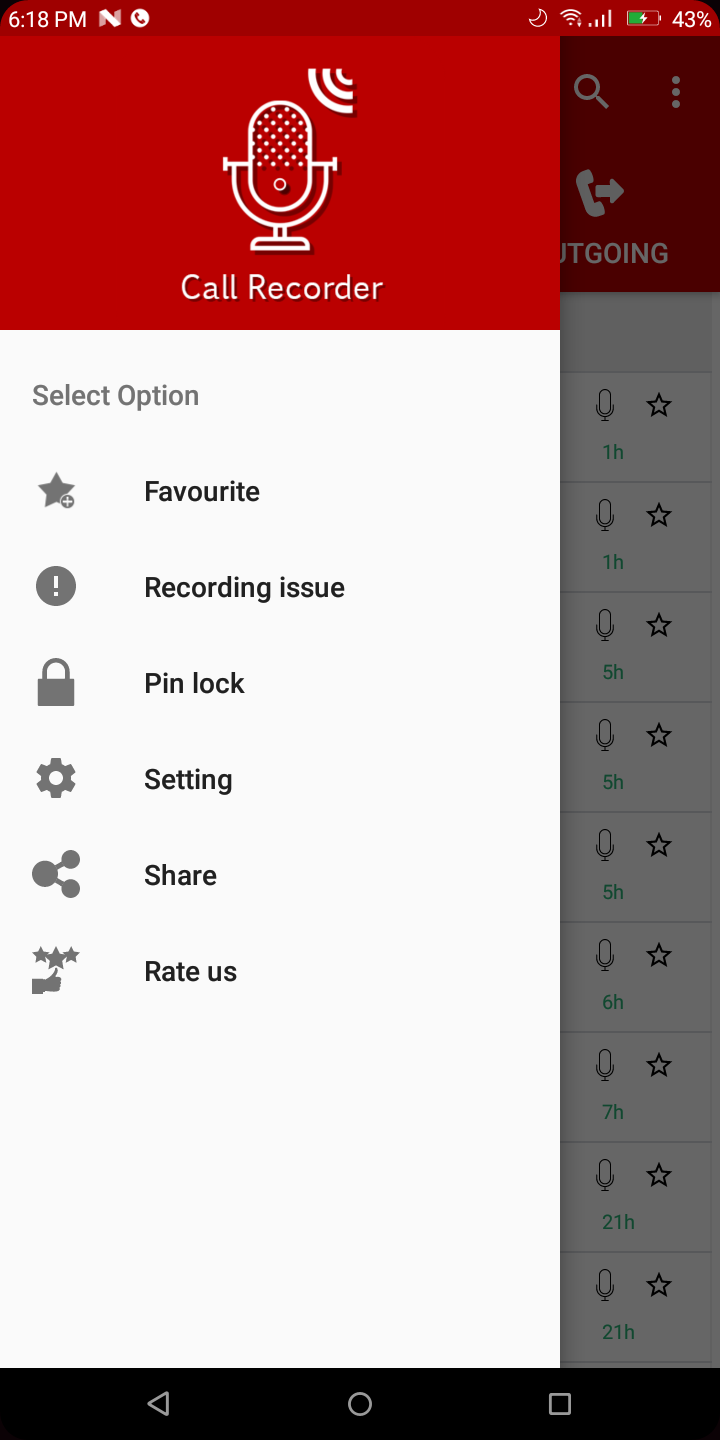 6:18 PM
43%
Call Recorder
UTGOING
Select Option
Favourite
Recording issue
Pin lock
Setting
Share
Rate us
1h
1h
5h
5h
5h
6h
7h
21h
21h